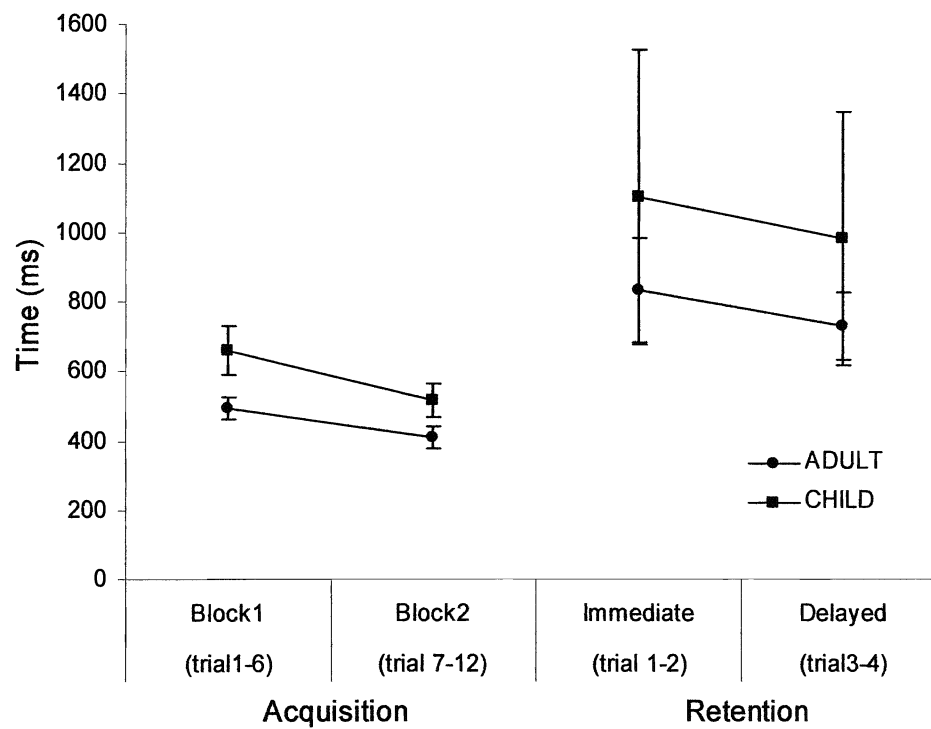 1600
1400
1200
1000
800
600
400
200
0
Time (ms)
ADULT
CHILD
Block1 Block2 Immediate Delayed
(trial1-6) (trial 7-12) (trial 1-2) (trial3-4)
Acquisition Retention